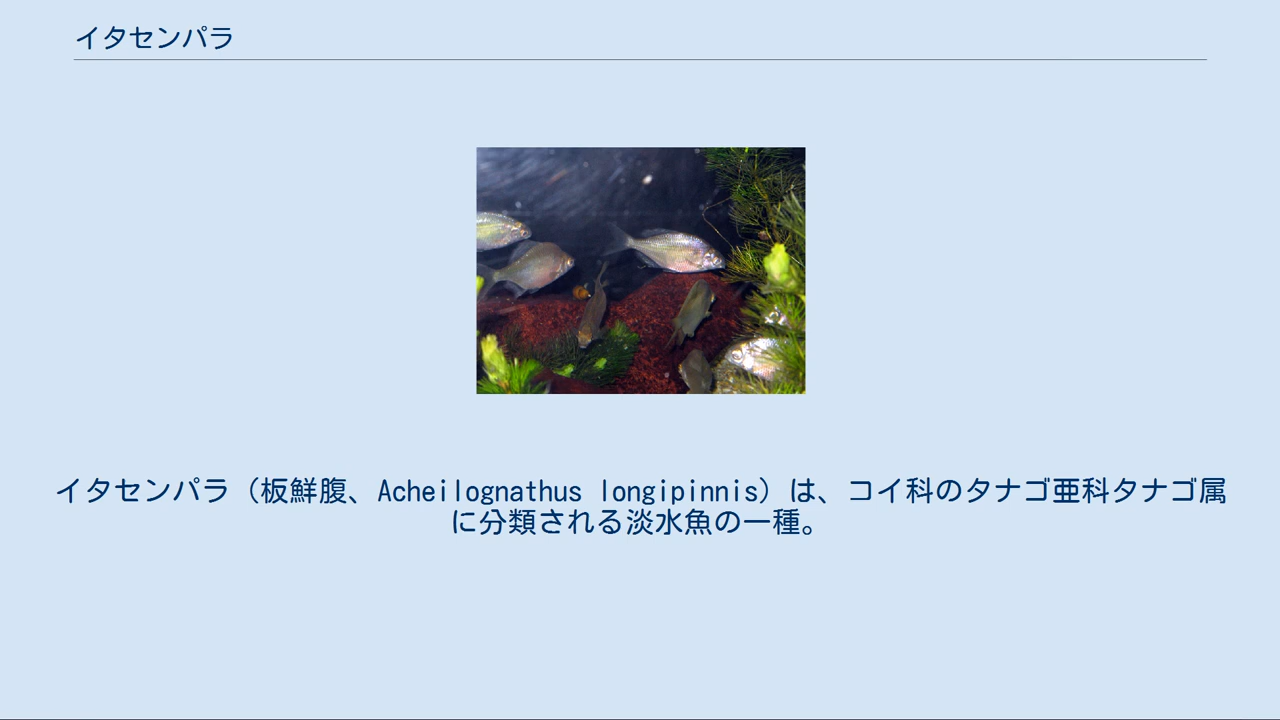 イタセンパラ
イタセンパラ（板鮮腹、Acheilognathus longipinnis）は、コイ科のタナゴ亜科タナゴ属
に分類される淡水魚の一種。